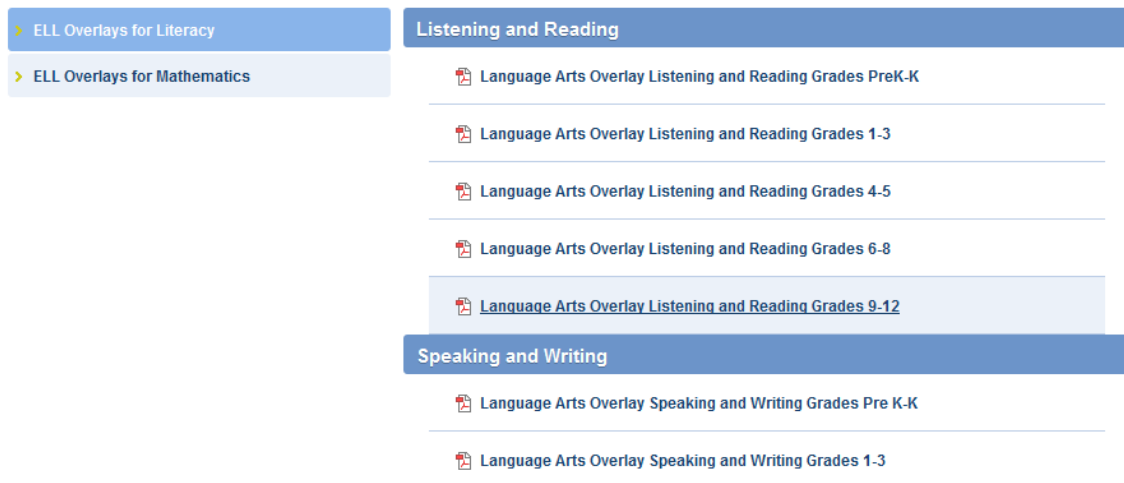 ELL Overlays for Literacy
ELL Overlays for Mathematics
Listening and Reading
Language Arts Overlay Listening and Reading Grades PreK-K
Language Arts Overlay Listening and Reading Grades 1-3
Language Arts Overlay Listening and Reading Grades 4-5
Language Arts Overlay Listening and Reading Grades 6-8
Language Arts Overlay Listening and Reading Grades 9-12
Speaking and Writing
Language Arts Overlay Speaking and Writing Grades Pre K-K
Language Arts Overlay Speaking and Writing Grades 1-3